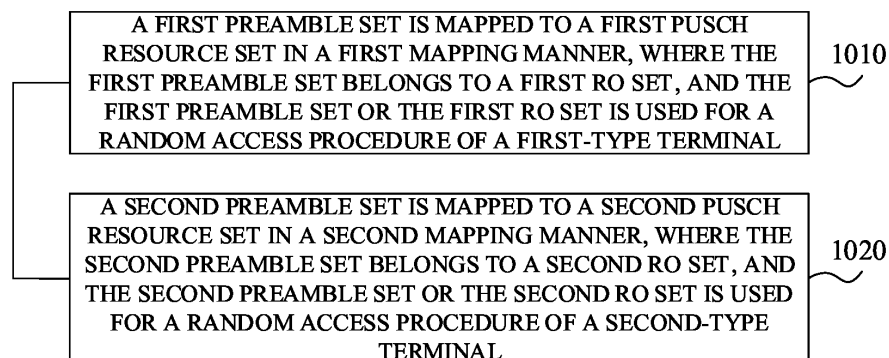 A FIRST PREAMBLE SET IS MAPPED TO A FIRST PUSCH
RESOURCE SET IN A FIRST MAPPING MANNER, WHERE THE
FIRST PREAMBLE SET BELONGS TO A FIRST RO SET, AND THE
FIRST PREAMBLE SET OR THE FIRST RO SET IS USED FOR A
RANDOM ACCESS PROCEDURE OF A FIRST-TYPE TERMINAL
1010
A SECOND PREAMBLE SET IS MAPPED TO A SECOND PUSCH
RESOURCE SET IN A SECOND MAPPING MANNER, WHERE THE
SECOND PREAMBLE SET BELONGS TO A SECOND RO SET, AND
THE SECOND PREAMBLE SET OR THE SECOND RO SET IS USED
FOR A RANDOM ACCESS PROCEDURE OF A SECOND-TYPE
TERMINAL
1020